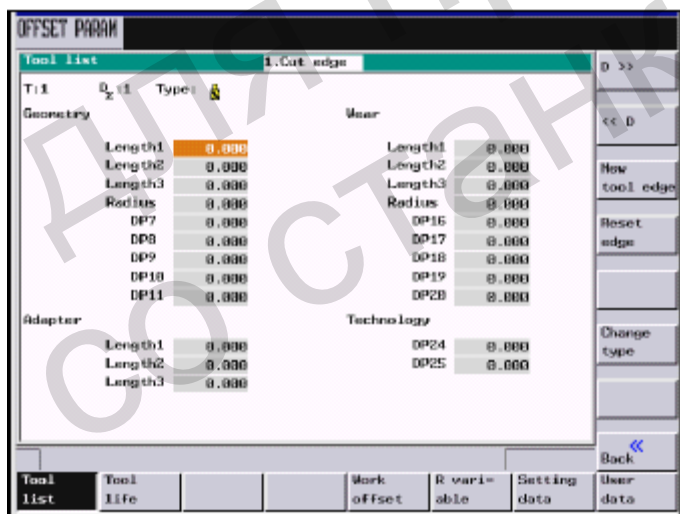 OFFSET PARAM
Tool list 1.Cut edge
T:1 D:1 Type:
Geometry Wear
Length1 0.000 Length1 0.000
Length2 0.000 Length2 0.000
Length3 0.000 Length3 0.000
Radius 0.000 Radius 0.000
DP7 0.000 DP16 0.000
DP8 0.000 DP17 0.000
DP9 0.000 DP18 0.000
DP10 0.000 DP19 0.000
DP11 0.000 DP20 0.000
Adapter Technology
Length1 0.000 DP24 0.000
Length2 0.000 DP25 0.000
Length3 0.000
D >>
<< D
New
tool edge
Reset
edge
Change
type
«
Back
Tool list
Tool life
Work offset
R vari-
able
Setting data
User data
ДЛЯ
СО СТАНК